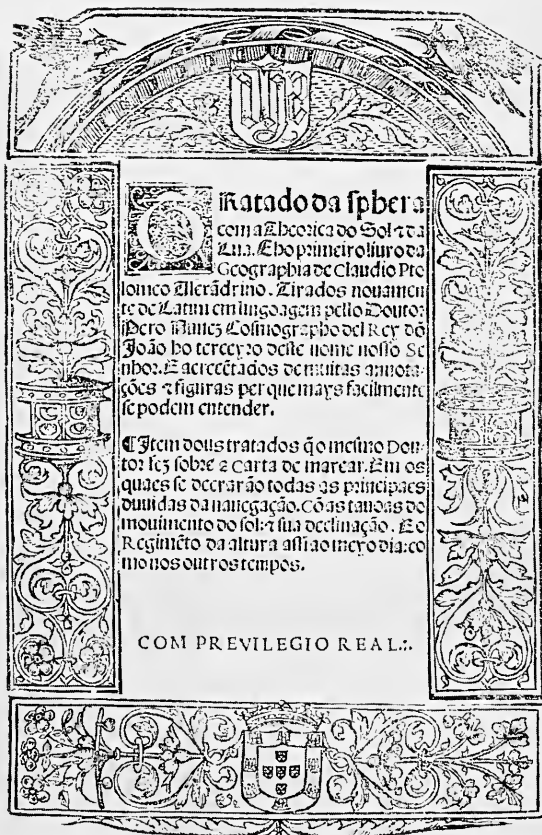 Tratado da sphera
com a Theorica do Sol ⁊ da
Lua. E ho primeiro liuro da
Geographia de Claudio Pto
lomeo Alexãdrino. Tirados nouamen
te de Latim em lingoagem pello Doutor
Pero Nunez Cosmographo del Rey dõ
João ho terceyro deste nome nosso Se
nhor. E acrecẽtados de muitas annota
ções ⁊ figuras per que mays facilmente
se podem entender.
¶ Item dous tratados q̃ o mesmo Dou
tor fez sobre a Carta de marear. Em os
quaes se decrarão todas as principaes
duuidas da nauegação. Cõ as tauoas do
mouimento do sol: ⁊ sua declinação. E o
Regimẽto da altura assi ao meyo dia: co
mo nos outros tempos.
COM PREVILEGIO REAL.:.